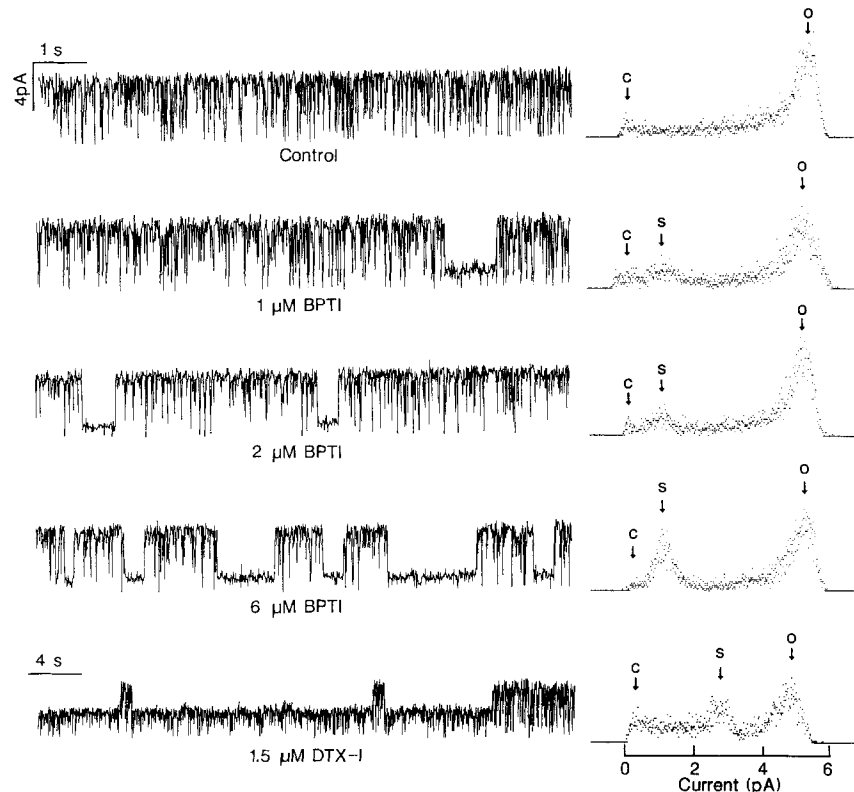 1 s
4pA
Control
C
O
1 µM BPTI
C
S
O
2 µM BPTI
C
S
O
6 µM BPTI
C
S
O
4 s
1.5 µM DTX-I
C
S
O
0 2 4 6
Current (pA)